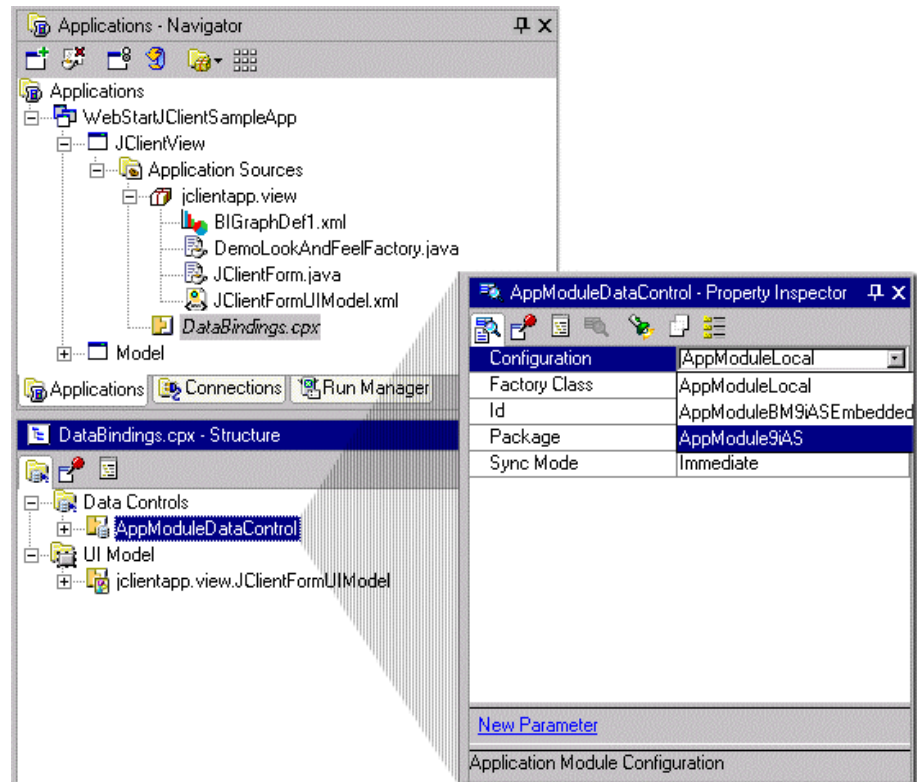 Applications - Navigator
Applications
WebStartJClientSampleApp
JClientView
Application Sources
jclientapp.view
BIGraphDef1.xml
DemoLookAndFeelFactory.java
JClientForm.java
JClientFormUIModel.xml
DataBindings.cpx
Model
Applications Connections Run Manager
DataBindings.cpx - Structure
Data Controls
AppModuleDataControl
UI Model
jclientapp.view.JClientFormUIModel
AppModuleDataControl - Property Inspector
Configuration AppModuleLocal
Factory Class AppModuleLocal
Id AppModuleBM9iASEmbedded
Package AppModule9iAS
Sync Mode Immediate
New Parameter
Application Module Configuration